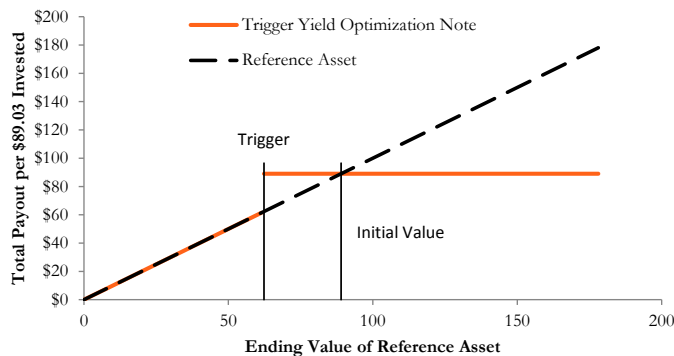 $200
$180
$160
$140
$120
$100
$80
$60
$40
$20
$0
Total Payout per $89.03 Invested
Trigger Yield Optimization Note
Reference Asset
Trigger
Initial Value
0
50
100
150
200
Ending Value of Reference Asset